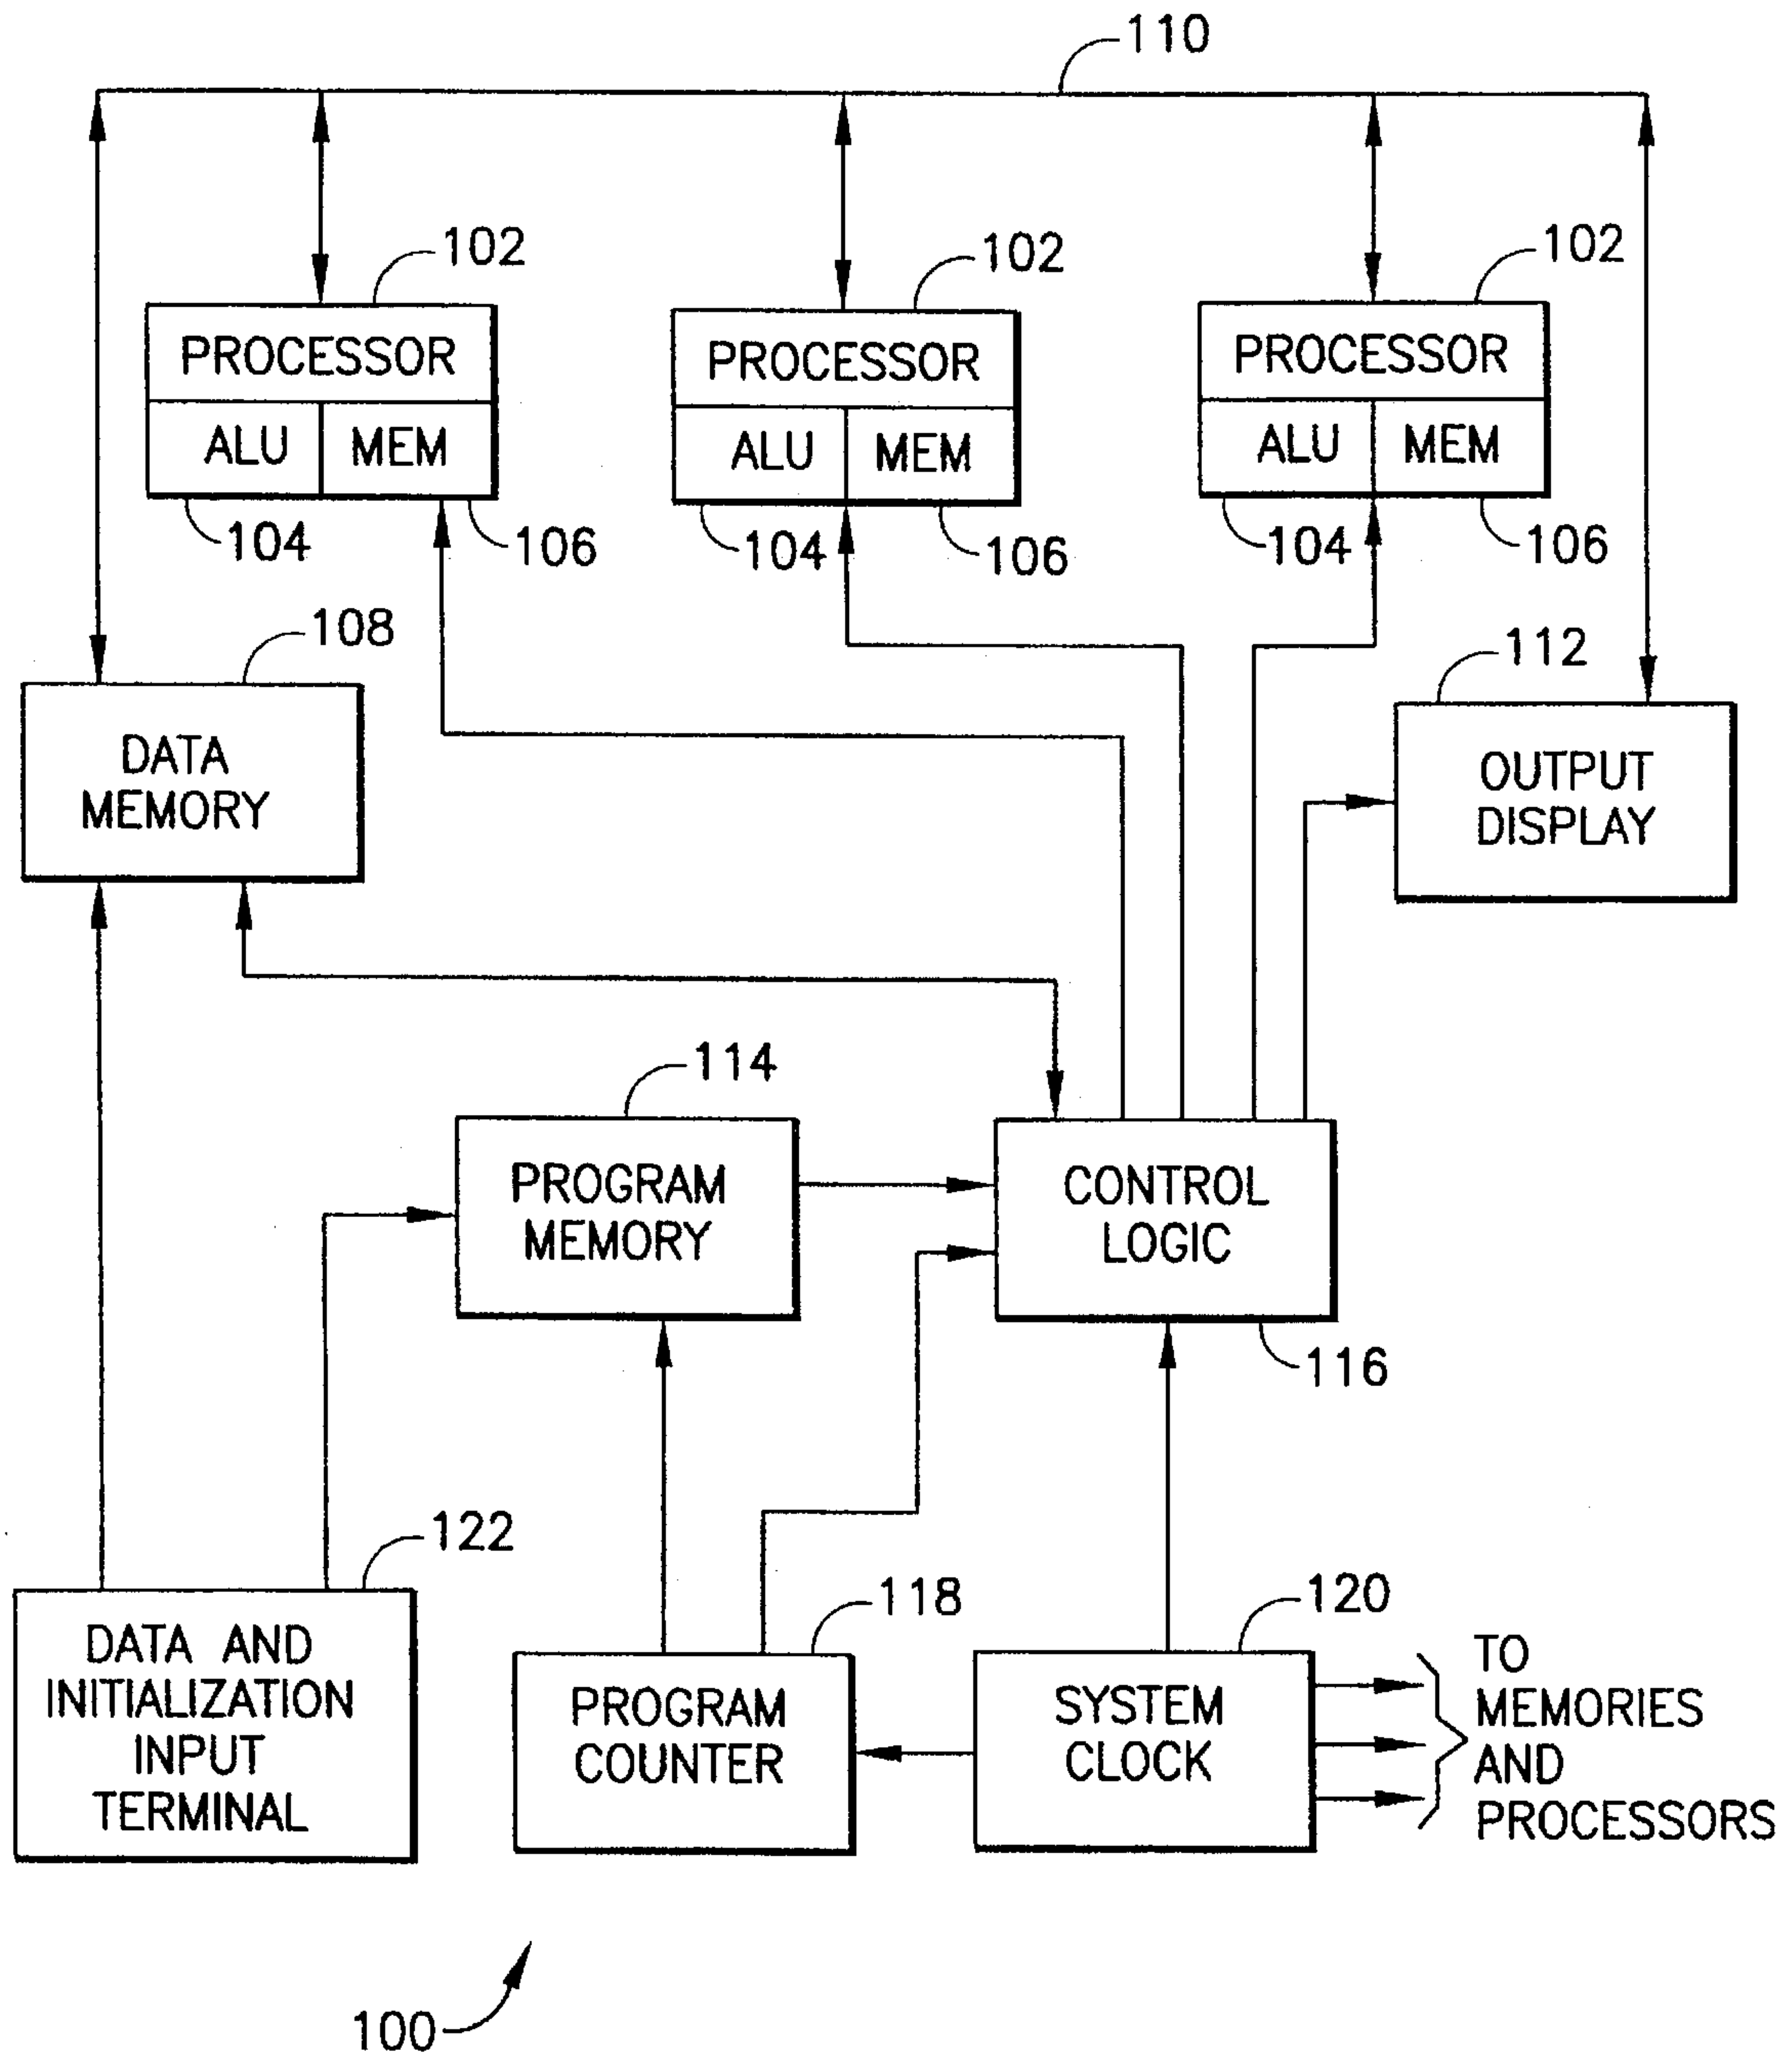 110
102
102
102
PROCESSOR
PROCESSOR
PROCESSOR
ALU
MEM
ALU
MEM
ALU
MEM
104
106
104
106
104
106
108
112
DATA
MEMORY
OUTPUT
DISPLAY
114
PROGRAM
MEMORY
CONTROL
LOGIC
116
122
118
120
DATA AND
INITIALIZATION
INPUT
TERMINAL
PROGRAM
COUNTER
SYSTEM
CLOCK
TO
MEMORIES
AND
PROCESSORS
100